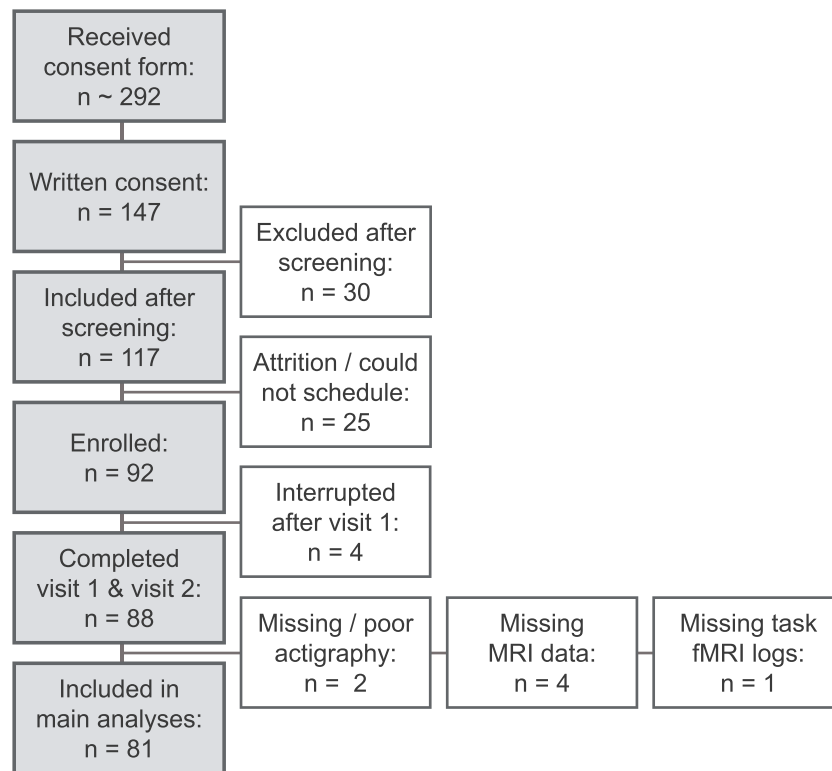 Received
consent form:
n ~ 292
Written consent:
n = 147
Excluded after
screening:
n = 30
Included after
screening:
n = 117
Attrition / could
not schedule:
n = 25
Enrolled:
n = 92
Interrupted
after visit 1:
n = 4
Completed
visit 1 & visit 2:
n = 88
Missing / poor
actigraphy:
n = 2
Missing
MRI data:
n = 4
Missing task
fMRI logs:
n = 1
Included in
main analyses:
n = 81